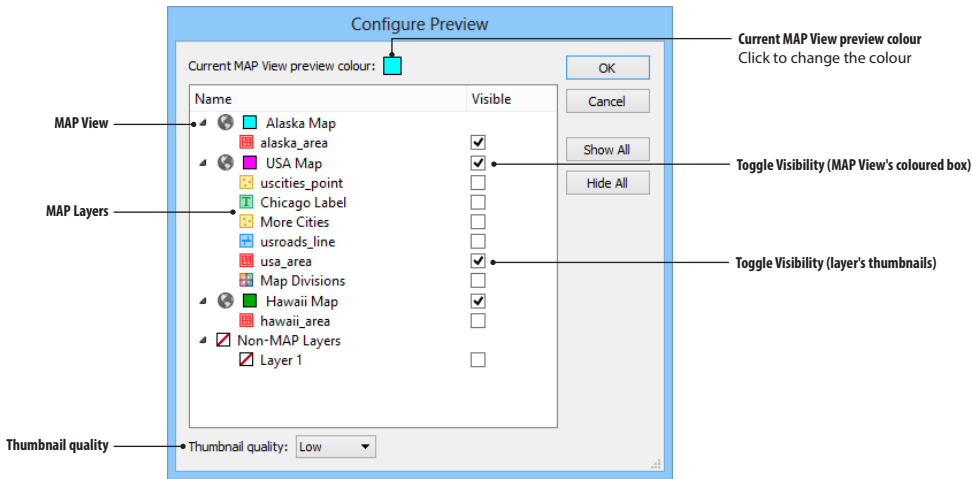 Configure Preview
Current MAP View preview colour
Click to change the colour
Current MAP View preview colour:
OK
Name Visible
Cancel
MAP View
Alaska Map
alaska_area
Show All
USA Map
Toggle Visibility (MAP View's coloured box)
uscities_point
Hide All
MAP Layers
Chicago Label
More Cities
usroads_line
usa_area
Toggle Visibility (layer's thumbnails)
Map Divisions
Hawaii Map
hawaii_area
Non-MAP Layers
Layer 1
Thumbnail quality
Thumbnail quality: Low